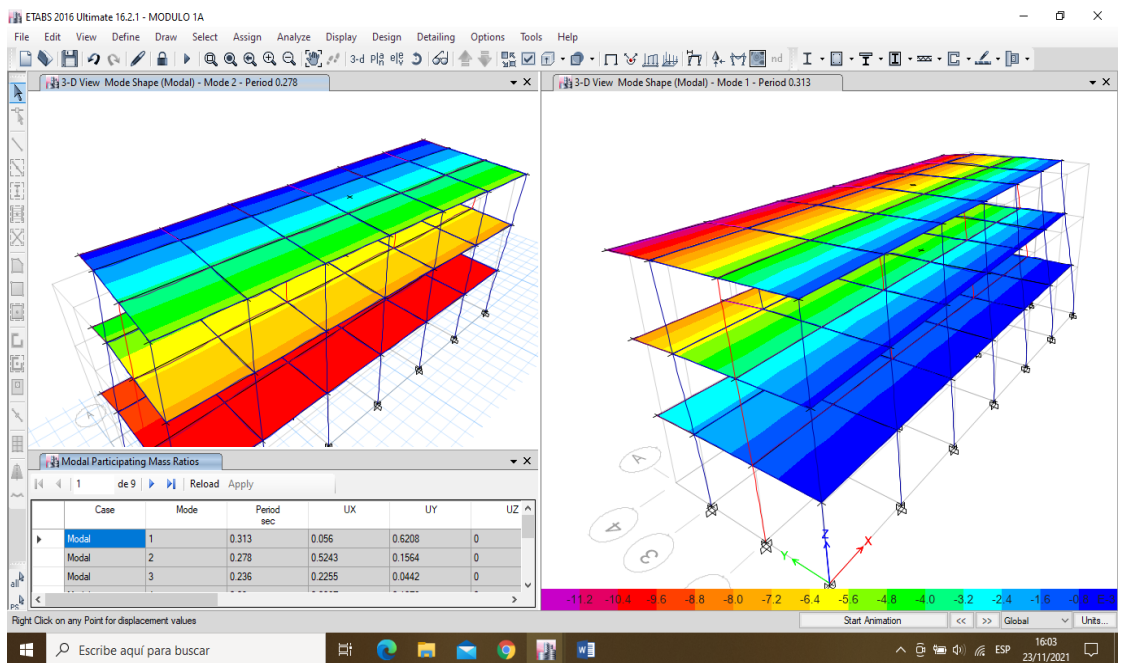 ETABS 2016 Ultimate 16.2.1 - MODULO 1A
File Edit View Define Draw Select Assign Analyze Display Design Detailing Options Tools Help
3-d
nd
3-D View Mode Shape (Modal) - Mode 2 - Period 0.278
3-D View Mode Shape (Modal) - Mode 1 - Period 0.313
A
A
4
3
Z
X
Y
Modal Participating Mass Ratios
1 de 9 Reload Apply
Case Mode Period sec UX UY UZ
Modal 1 0.313 0.056 0.6208 0
Modal 2 0.278 0.5243 0.1564 0
Modal 3 0.236 0.2255 0.0442 0
all
PS
-11.2 -10.4 -9.6 -8.8 -8.0 -7.2 -6.4 -5.6 -4.8 -4.0 -3.2 -2.4 -1.6
Right Click on any Point for displacement values
Start Animation << >> Global Units...
Escribe aquí para buscar
ESP
16:03
23/11/2021